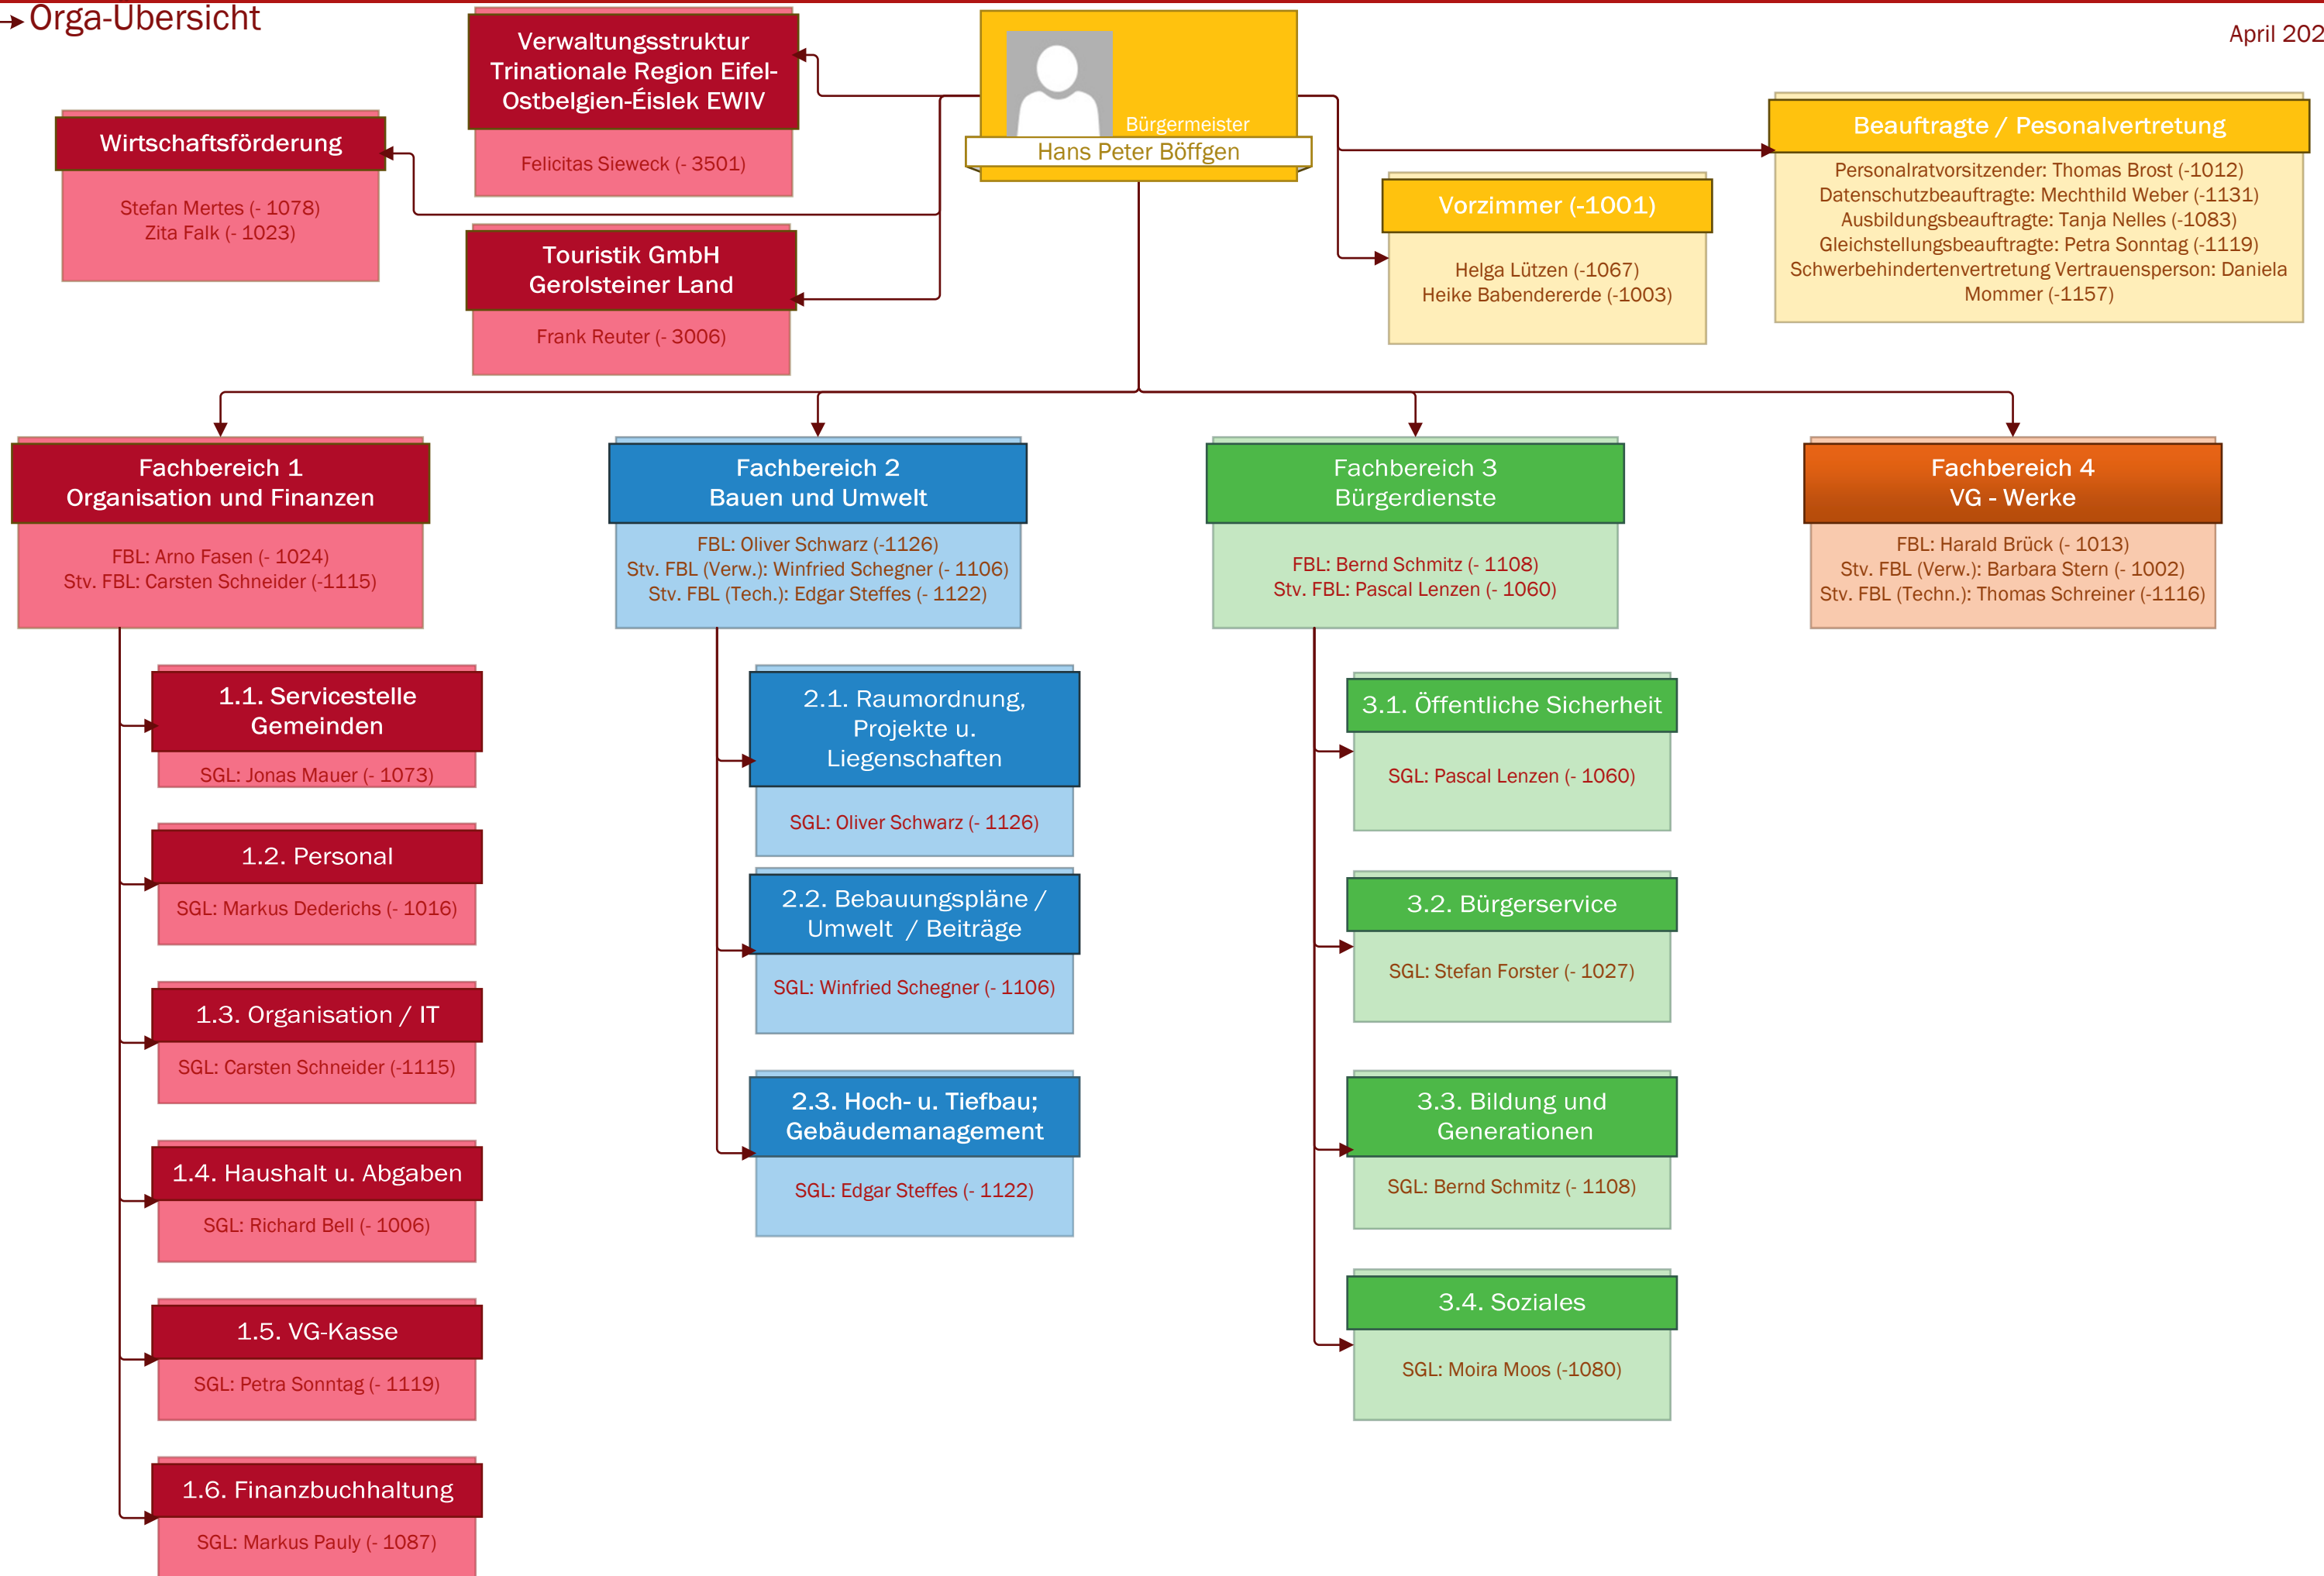 Orga-Übersicht
April 202
Verwaltungsstruktur
Trinationale Region Eifel-
Ostbelgien-Éislek EWIV
Felicitas Sieweck (- 3501)
Wirtschaftsförderung
Stefan Mertes (- 1078)
Zita Falk (- 1023)
Touristik GmbH
Gerolsteiner Land
Frank Reuter (- 3006)
Bürgermeister
Hans Peter Böffgen
Vorzimmer (-1001)
Helga Lützen (-1067)
Heike Babendererde (-1003)
Beauftragte / Pesonalvertretung
Personalratvorsitzender: Thomas Brost (-1012)
Datenschutzbeauftragte: Mechthild Weber (-1131)
Ausbildungsbeauftragte: Tanja Nelles (-1083)
Gleichstellungsbeauftragte: Petra Sonntag (-1119)
Schwerbehindertenvertretung Vertrauensperson: Daniela
Mommer (-1157)
Fachbereich 1
Organisation und Finanzen
FBL: Arno Fasen (- 1024)
Stv. FBL: Carsten Schneider (-1115)
1.1. Servicestelle
Gemeinden
SGL: Jonas Mauer (- 1073)
1.2. Personal
SGL: Markus Dederichs (- 1016)
1.3. Organisation / IT
SGL: Carsten Schneider (-1115)
1.4. Haushalt u. Abgaben
SGL: Richard Bell (- 1006)
1.5. VG-Kasse
SGL: Petra Sonntag (- 1119)
1.6. Finanzbuchhaltung
SGL: Markus Pauly (- 1087)
Fachbereich 2
Bauen und Umwelt
FBL: Oliver Schwarz (-1126)
Stv. FBL (Verw.): Winfried Schegner (- 1106)
Stv. FBL (Tech.): Edgar Steffes (- 1122)
2.1. Raumordnung,
Projekte u.
Liegenschaften
SGL: Oliver Schwarz (- 1126)
2.2. Bebauungspläne /
Umwelt / Beiträge
SGL: Winfried Schegner (- 1106)
2.3. Hoch- u. Tiefbau;
Gebäudemanagement
SGL: Edgar Steffes (- 1122)
Fachbereich 3
Bürgerdienste
FBL: Bernd Schmitz (- 1108)
Stv. FBL: Pascal Lenzen (- 1060)
3.1. Öffentliche Sicherheit
SGL: Pascal Lenzen (- 1060)
3.2. Bürgerservice
SGL: Stefan Forster (- 1027)
3.3. Bildung und
Generationen
SGL: Bernd Schmitz (- 1108)
3.4. Soziales
SGL: Moira Moos (-1080)
Fachbereich 4
VG - Werke
FBL: Harald Brück (- 1013)
Stv. FBL (Verw.): Barbara Stern (- 1002)
Stv. FBL (Techn.): Thomas Schreiner (-1116)